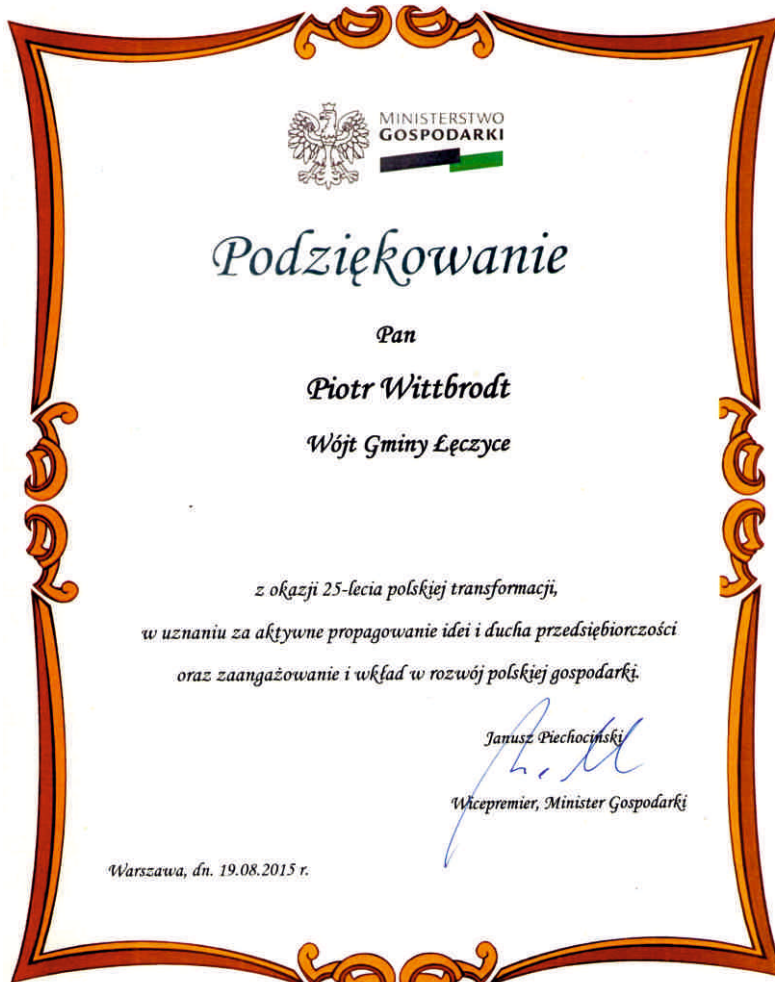 MINISTERSTWO
GOSPODARKI
Podziękowanie
Pan
Piotr Wittbrodt
Wójt Gminy Łęczyce
z okazji 25-lecia polskiej transformacji,
w uznaniu za aktywne propagowanie idei i ducha przedsiębiorczości
oraz zaangażowanie i wkład w rozwój polskiej gospodarki.
Janusz Piechociński
Wicepremier, Minister Gospodarki
Warszawa, dn. 19.08.2015 r.